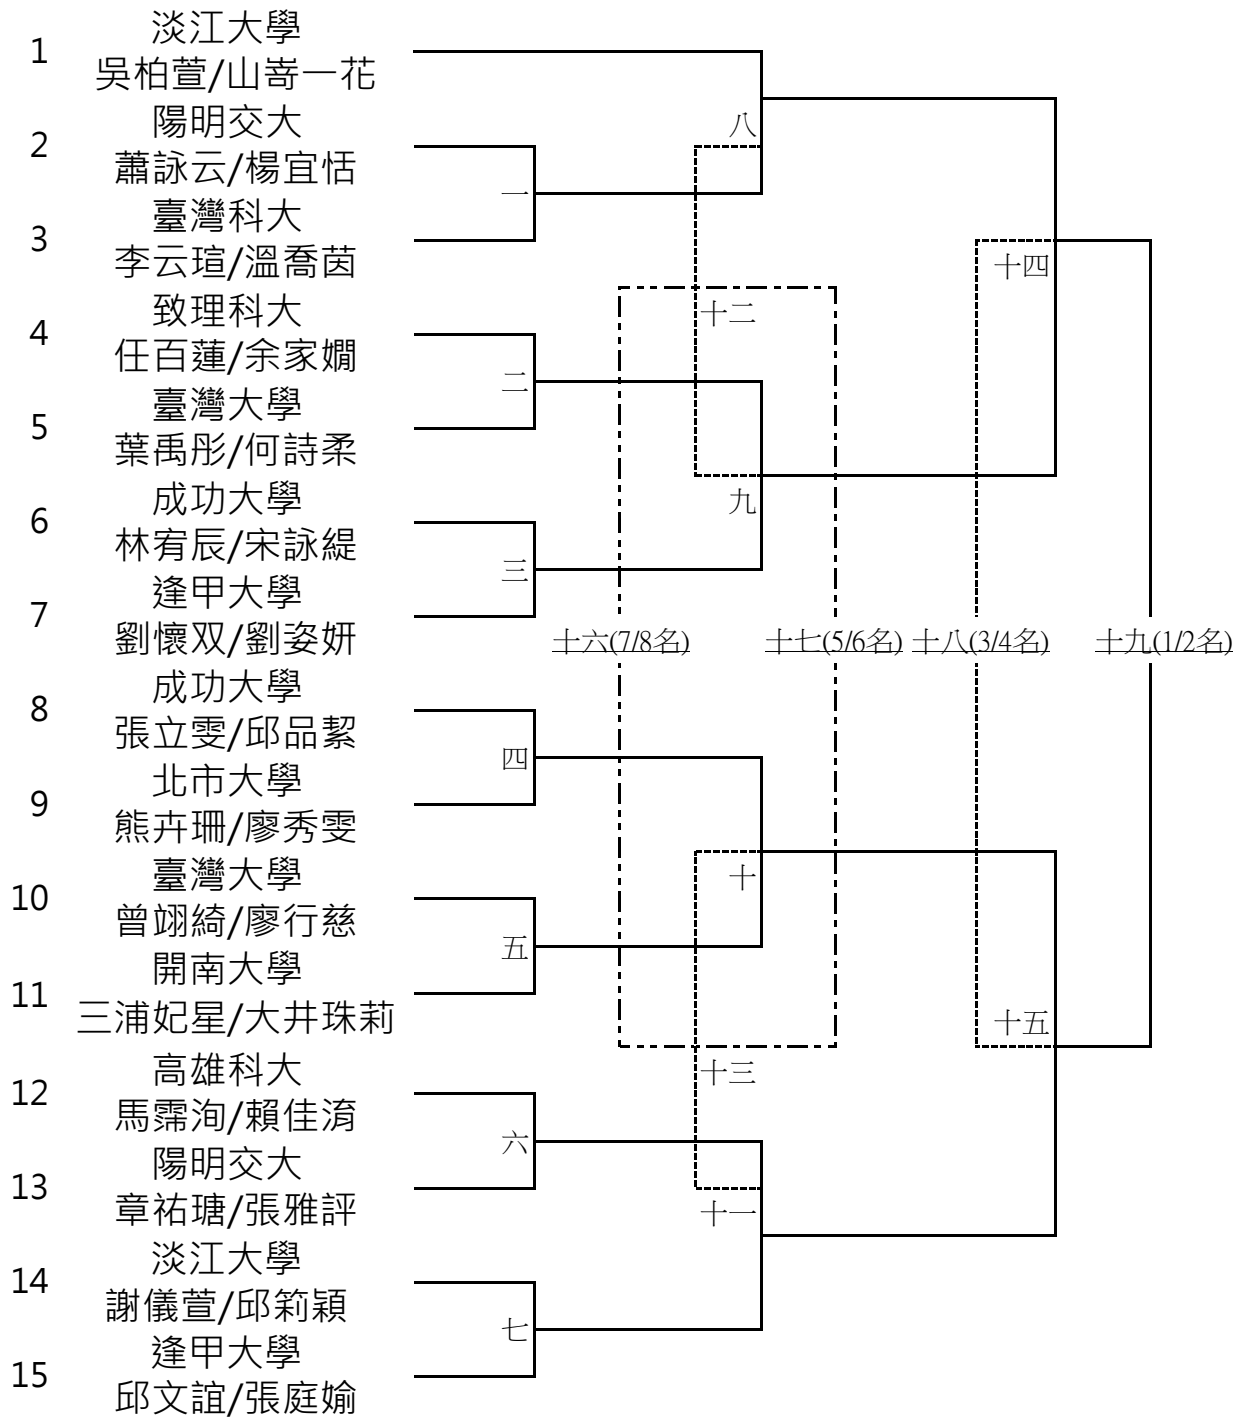 淡江大學
1
吳柏萱/山嵜一花
陽明交大
八
2
蕭詠云/楊宜恬
一
臺灣科大
3
李云瑄/溫喬茵
十四
致理科大
十二
4
任百蓮/余家嫺
二
臺灣大學
5
葉禹彤/何詩柔
成功大學
九
6
林宥辰/宋詠緹
三
逢甲大學
7
劉懷双/劉姿妍
十六(7/8名)
十七(5/6名)
十八(3/4名)
十九(1/2名)
成功大學
8
張立雯/邱品絜
四
北市大學
9
熊卉珊/廖秀雯
臺灣大學
十
10
曾翊綺/廖行慈
五
開南大學
11
三浦妃星/大井珠莉
十五
高雄科大
十三
12
馬霈洵/賴佳淯
六
陽明交大
13
章祐瑭/張雅評
十一
淡江大學
14
謝儀萱/邱莉穎
七
逢甲大學
15
邱文誼/張庭媮